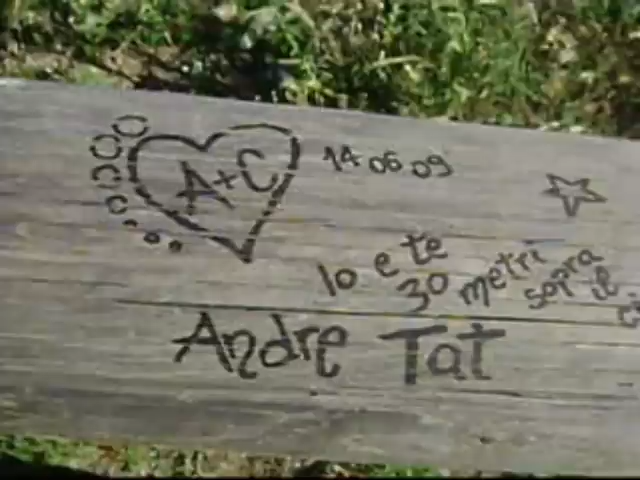 A+C
14 06 09
Io e te
30 metri
sopra il
Andre Tat